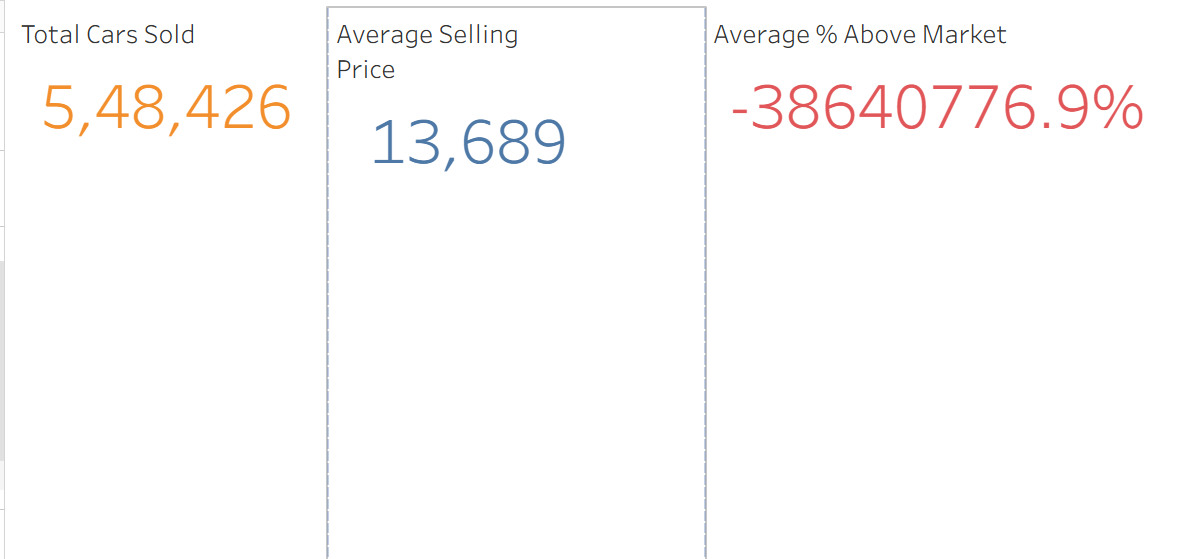 Total Cars Sold
5,48,426
Average Selling
Price
13,689
Average % Above Market
-38640776.9%